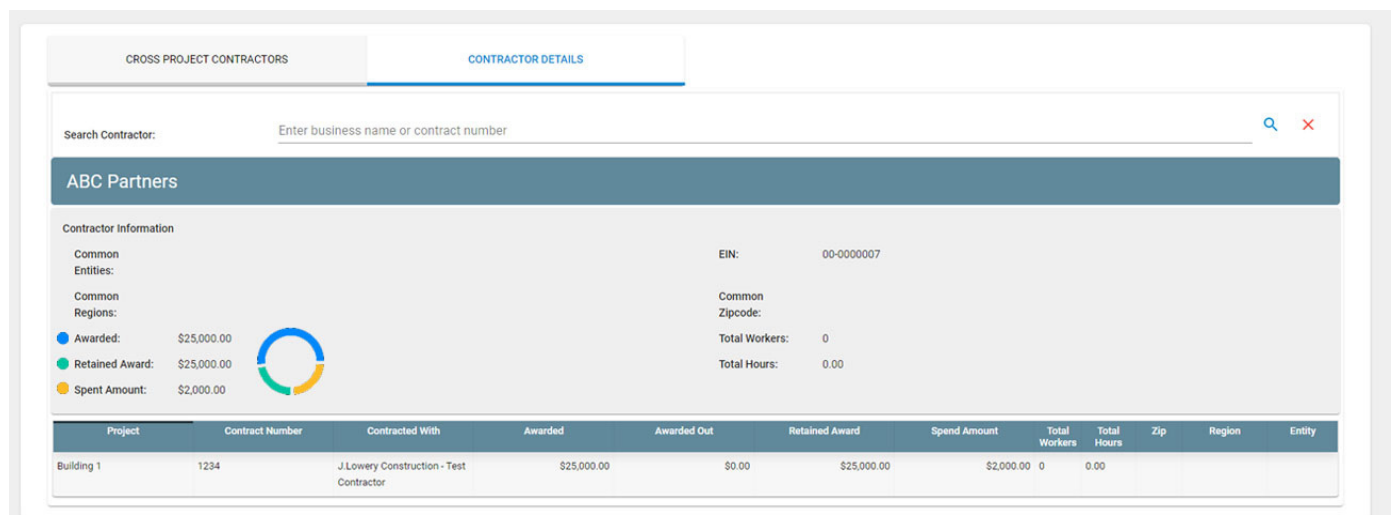 CROSS PROJECT CONTRACTORS
CONTRACTOR DETAILS
Search Contractor:
Enter business name or contract number
ABC Partners
Contractor Information
Common
Entities:
EIN:
00-0000007
Common
Regions:
Common
Zipcode:
Awarded:
$25,000.00
Total Workers:
0
Retained Award:
$25,000.00
Total Hours:
0.00
Spent Amount:
$2,000.00
Project
Contract Number
Contracted With
Awarded
Awarded Out
Retained Award
Spend Amount
Total
Workers
Total
Hours
Zip
Region
Entity
Building 1
1234
J.Lowery Construction - Test
Contractor
$25,000.00
$0.00
$25,000.00
$2,000.00
0
0.00